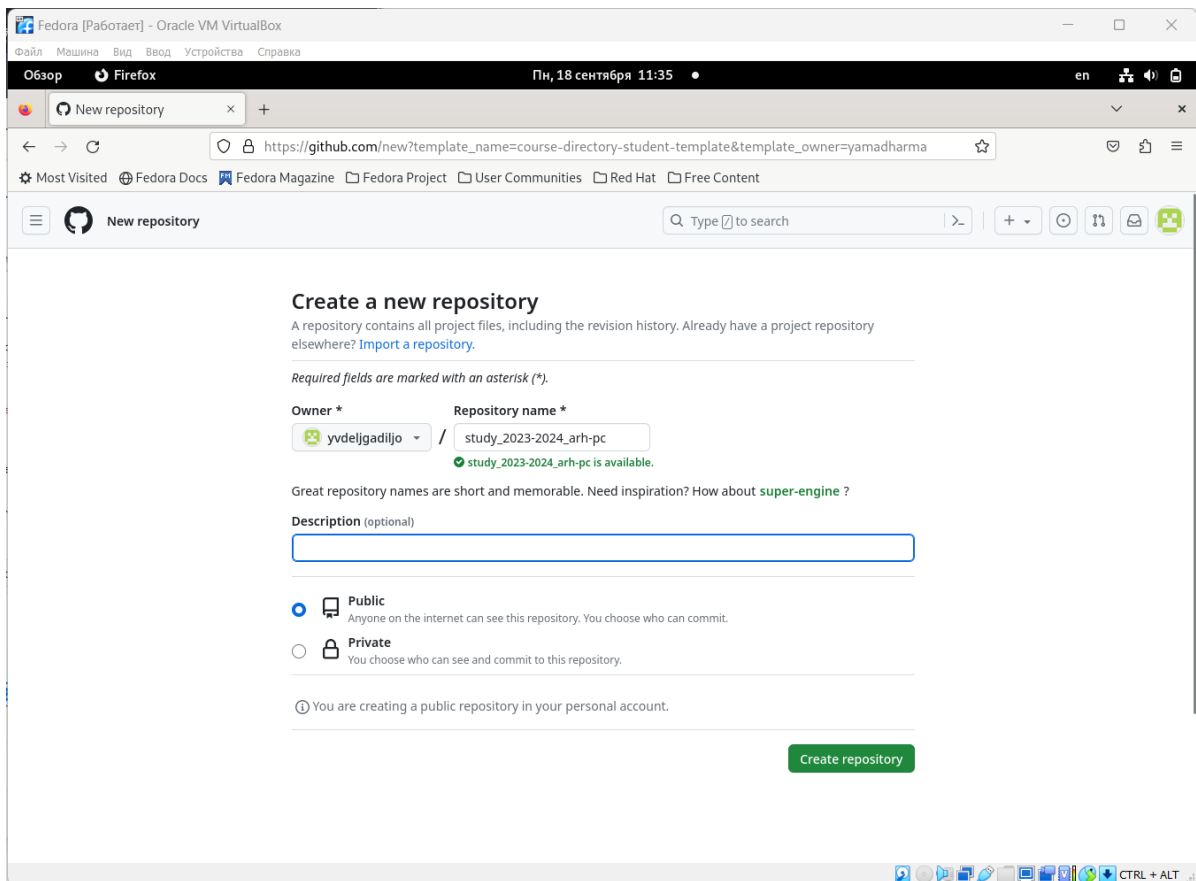 Fedora [Работает] - Oracle VM VirtualBox
Файл Машина Вид Ввод Устройства Справка
Обзор Firefox Пн, 18 сентября 11:35 en
New repository
https://github.com/new?template_name=course-directory-student-template&template_owner=yamadharma
Most Visited Fedora Docs Fedora Magazine Fedora Project User Communities Red Hat Free Content
New repository Type / to search
Create a new repository
A repository contains all project files, including the revision history. Already have a project repository
elsewhere? Import a repository.
Required fields are marked with an asterisk (*).
Owner * Repository name *
yvdeljgadiljo / study_2023-2024_arh-pc
study_2023-2024_arh-pc is available.
Great repository names are short and memorable. Need inspiration? How about super-engine ?
Description (optional)
Public
Anyone on the internet can see this repository. You choose who can commit.
Private
You choose who can see and commit to this repository.
You are creating a public repository in your personal account.
Create repository
CTRL + ALT